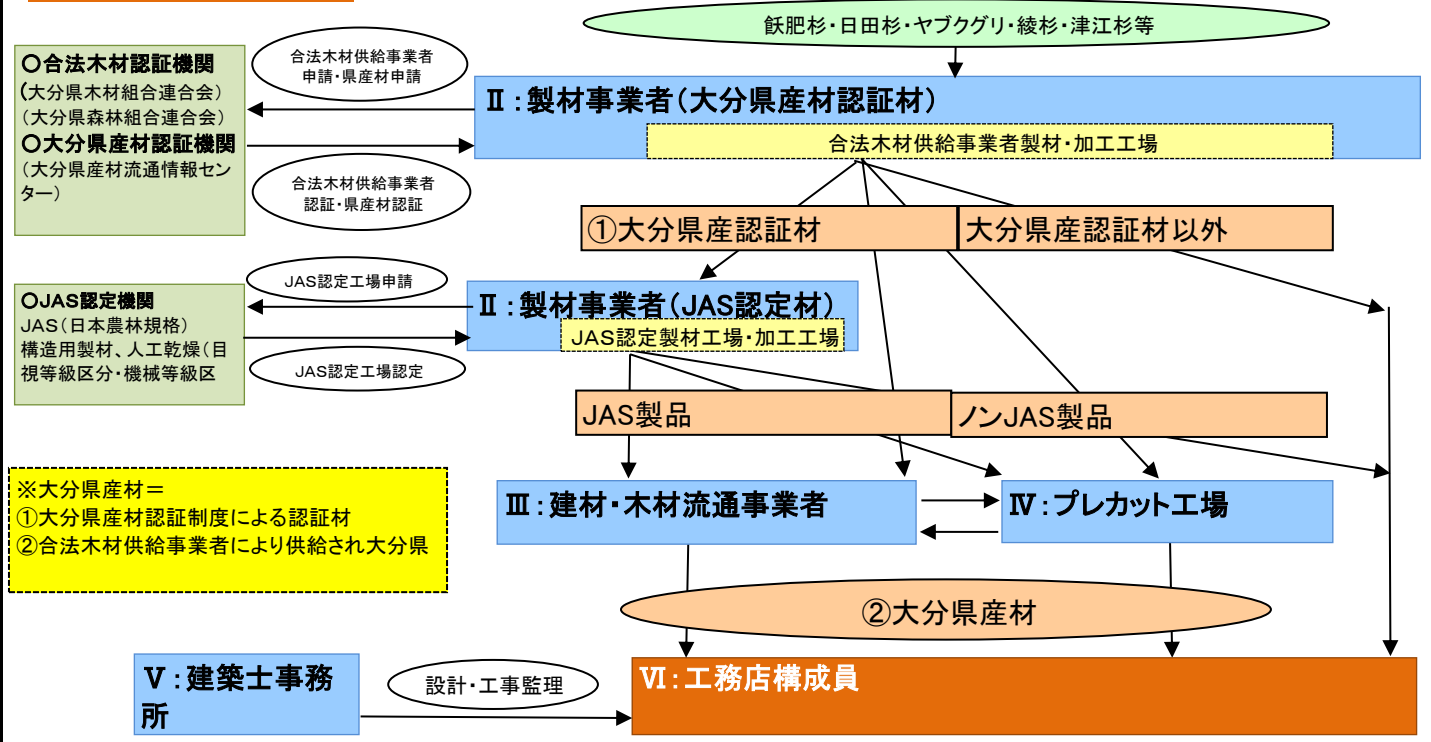 飫肥杉・日田杉・ヤブクグリ・綾杉・津江杉等
○合法木材認証機関
(大分県木材組合連合会)
(大分県森林組合連合会)
○大分県産材認証機関
(大分県産材流通情報セン
ター)
合法木材供給事業者
申請・県産材申請
合法木材供給事業者
認証・県産材認証
Ⅱ：製材事業者(大分県産材認証材)
合法木材供給事業者製材・加工工場
①大分県産認証材
大分県産認証材以外
○JAS認定機関
JAS(日本農林規格)
構造用製材、人工乾燥(目
視等級区分・機械等級区
JAS認定工場申請
JAS認定工場認定
Ⅱ：製材事業者(JAS認定材)
JAS認定製材工場・加工工場
JAS製品
ノンJAS製品
※大分県産材＝
①大分県産材認証制度による認証材
②合法木材供給事業者により供給され大分県
Ⅲ：建材・木材流通事業者
Ⅳ：プレカット工場
②大分県産材
Ⅴ：建築士事務
所
設計・工事監理
Ⅵ：工務店構成員